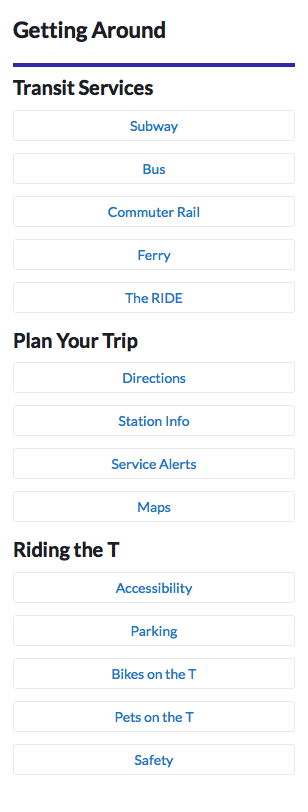 Getting Around
Transit Services
Subway
Bus
Commuter Rail
Ferry
The RIDE
Plan Your Trip
Directions
Station Info
Service Alerts
Maps
Riding the T
Accessibility
Parking
Bikes on the T
Pets on the T
Safety